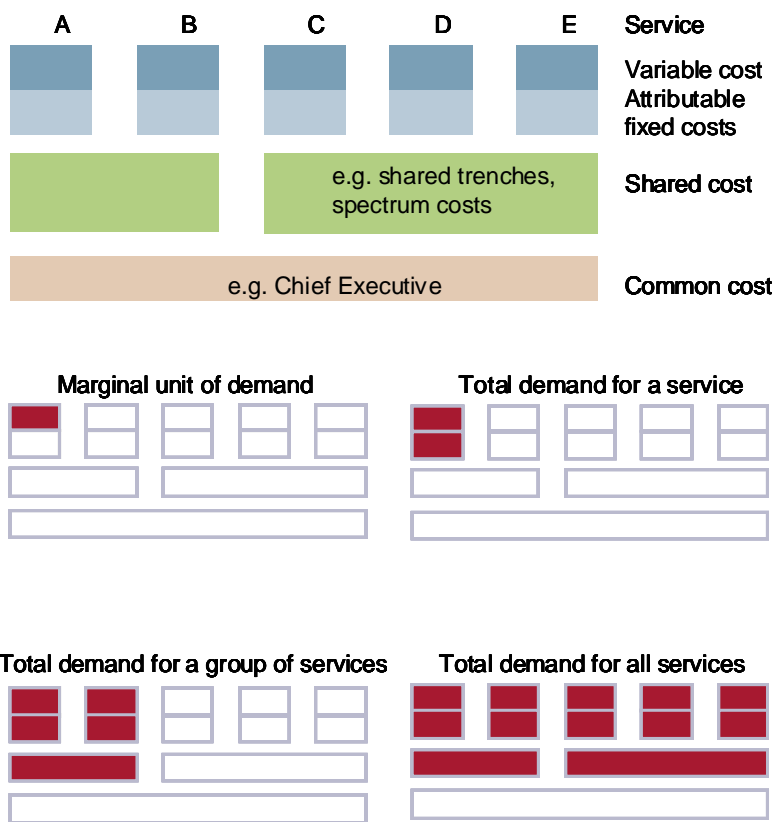 A B C D E Service
Variable cost
Attributable
fixed costs
e.g. shared trenches,
spectrum costs
Shared cost
e.g. Chief Executive
Common cost
Marginal unit of demand
Total demand for a service
Total demand for a group of services
Total demand for all services